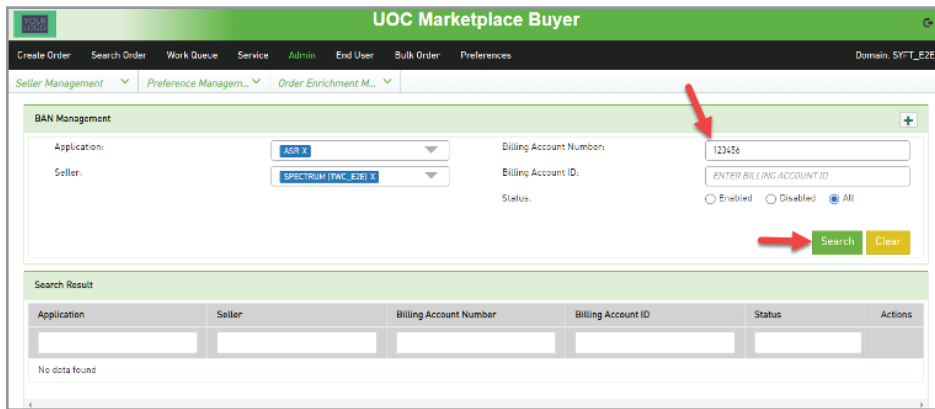 YOUR LOGO
UOC Marketplace Buyer
Create Order Search Order Work Queue Service Admin End User Bulk Order Preferences Domain: SYFT_E2E
Seller Management Preference Managem... Order Enrichment M...
BAN Management
Application: ASR X Billing Account Number: 123456
Seller: SPECTRUM (TWC_E2E) X Billing Account ID: ENTER BILLING ACCOUNT ID
Status. Enabled Disabled All
Search Clear
Search Result
Application Seller Billing Account Number Billing Account ID Status Actions
No data found